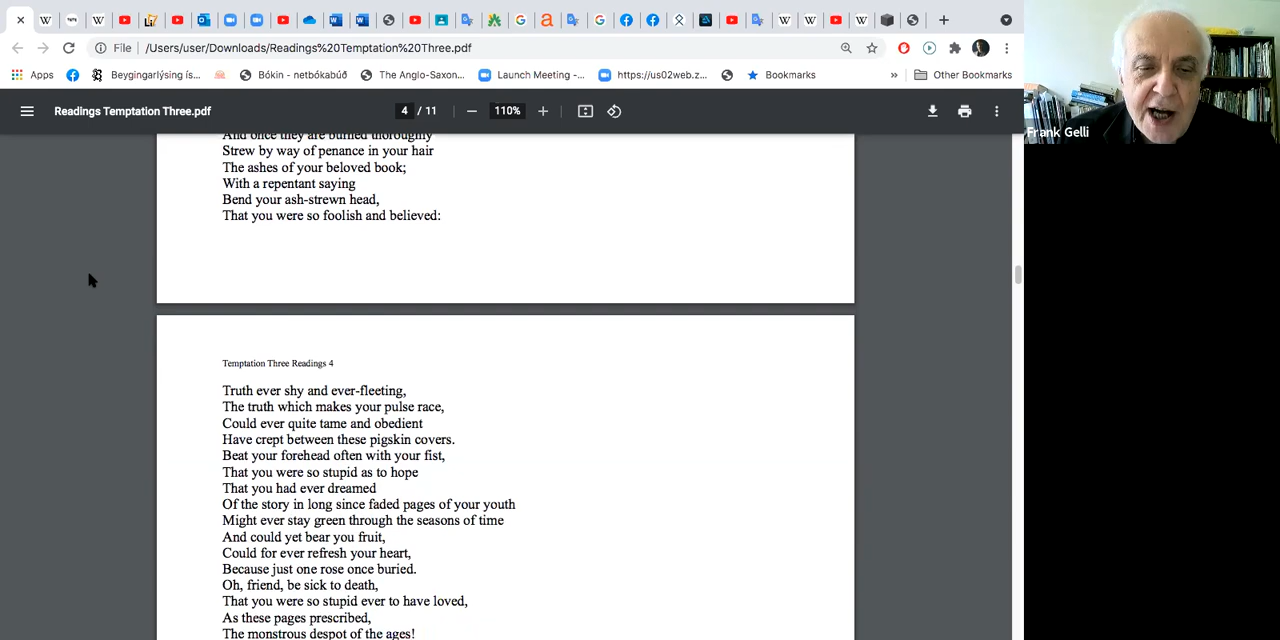 File
/Users/user/Downloads/Readings%20Temptation%20Three.pdf
Apps
Beygingarlýsing ís...
Bókin - netbókabúð
The Anglo-Saxon...
Launch Meeting -...
https://us02web.z...
Bookmarks
»
Other Bookmarks
Readings Temptation Three.pdf
4 / 11
110%
Frank Gelli
And once they are burned thoroughly
Strew by way of penance in your hair
The ashes of your beloved book;
With a repentant saying
Bend your ash-strewn head,
That you were so foolish and believed:
Temptation Three Readings 4
Truth ever shy and ever-fleeting,
The truth which makes your pulse race,
Could ever quite tame and obedient
Have crept between these pigskin covers.
Beat your forehead often with your fist,
That you were so stupid as to hope
That you had ever dreamed
Of the story in long since faded pages of your youth
Might ever stay green through the seasons of time
And could yet bear you fruit,
Could for ever refresh your heart,
Because just one rose once buried.
Oh, friend, be sick to death,
That you were so stupid ever to have loved,
As these pages prescribed,
The monstrous despot of the ages!